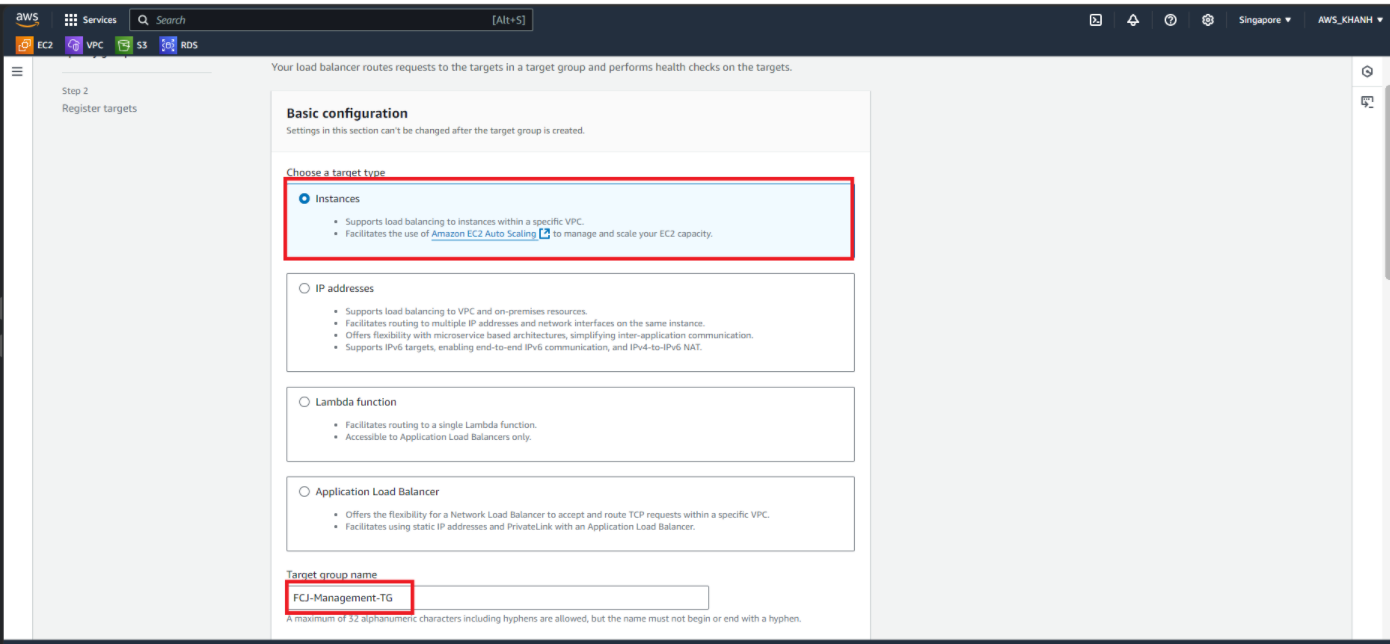 aws
Services
Search
[Alt+S]
Singapore
AWS_KHANH
EC2
VPC
S3
RDS
Your load balancer routes requests to the targets in a target group and performs health checks on the targets.
Step 2
Register targets
Basic configuration
Settings in this section can't be changed after the target group is created.
Choose a target type
Instances
Supports load balancing to instances within a specific VPC.
Facilitates the use of Amazon EC2 Auto Scaling to manage and scale your EC2 capacity.
IP addresses
Supports load balancing to VPC and on-premises resources.
Facilitates routing to multiple IP addresses and network interfaces on the same instance.
Offers flexibility with microservice based architectures, simplifying inter-application communication.
Supports IPv6 targets, enabling end-to-end IPv6 communication, and IPv4-to-IPv6 NAT.
Lambda function
Facilitates routing to a single Lambda function.
Accessible to Application Load Balancers only.
Application Load Balancer
Offers the flexibility for a Network Load Balancer to accept and route TCP requests within a specific VPC.
Facilitates using static IP addresses and PrivateLink with an Application Load Balancer.
Target group name
FCJ-Management-TG
A maximum of 32 alphanumeric characters including hyphens are allowed, but the name must not begin or end with a hyphen.